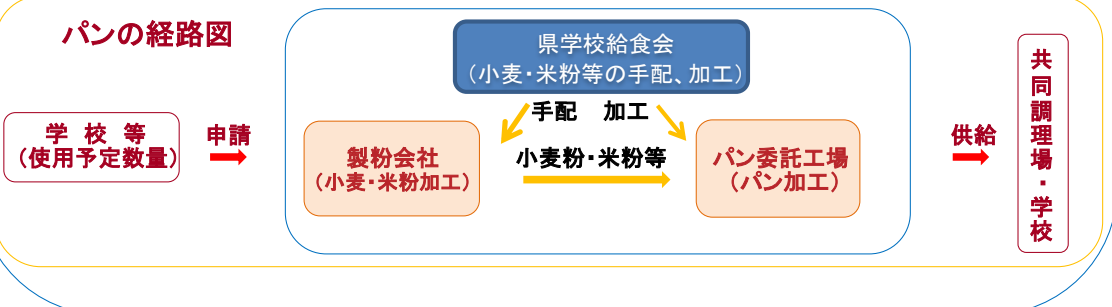 パンの経路図
県学校給食会
（小麦・米粉等の手配、加工）
手配 加工
学 校 等
（使用予定数量）
申請
製粉会社
（小麦・米粉加工）
小麦粉・米粉等
パン委託工場
（パン加工）
供給
共同調理場・学校